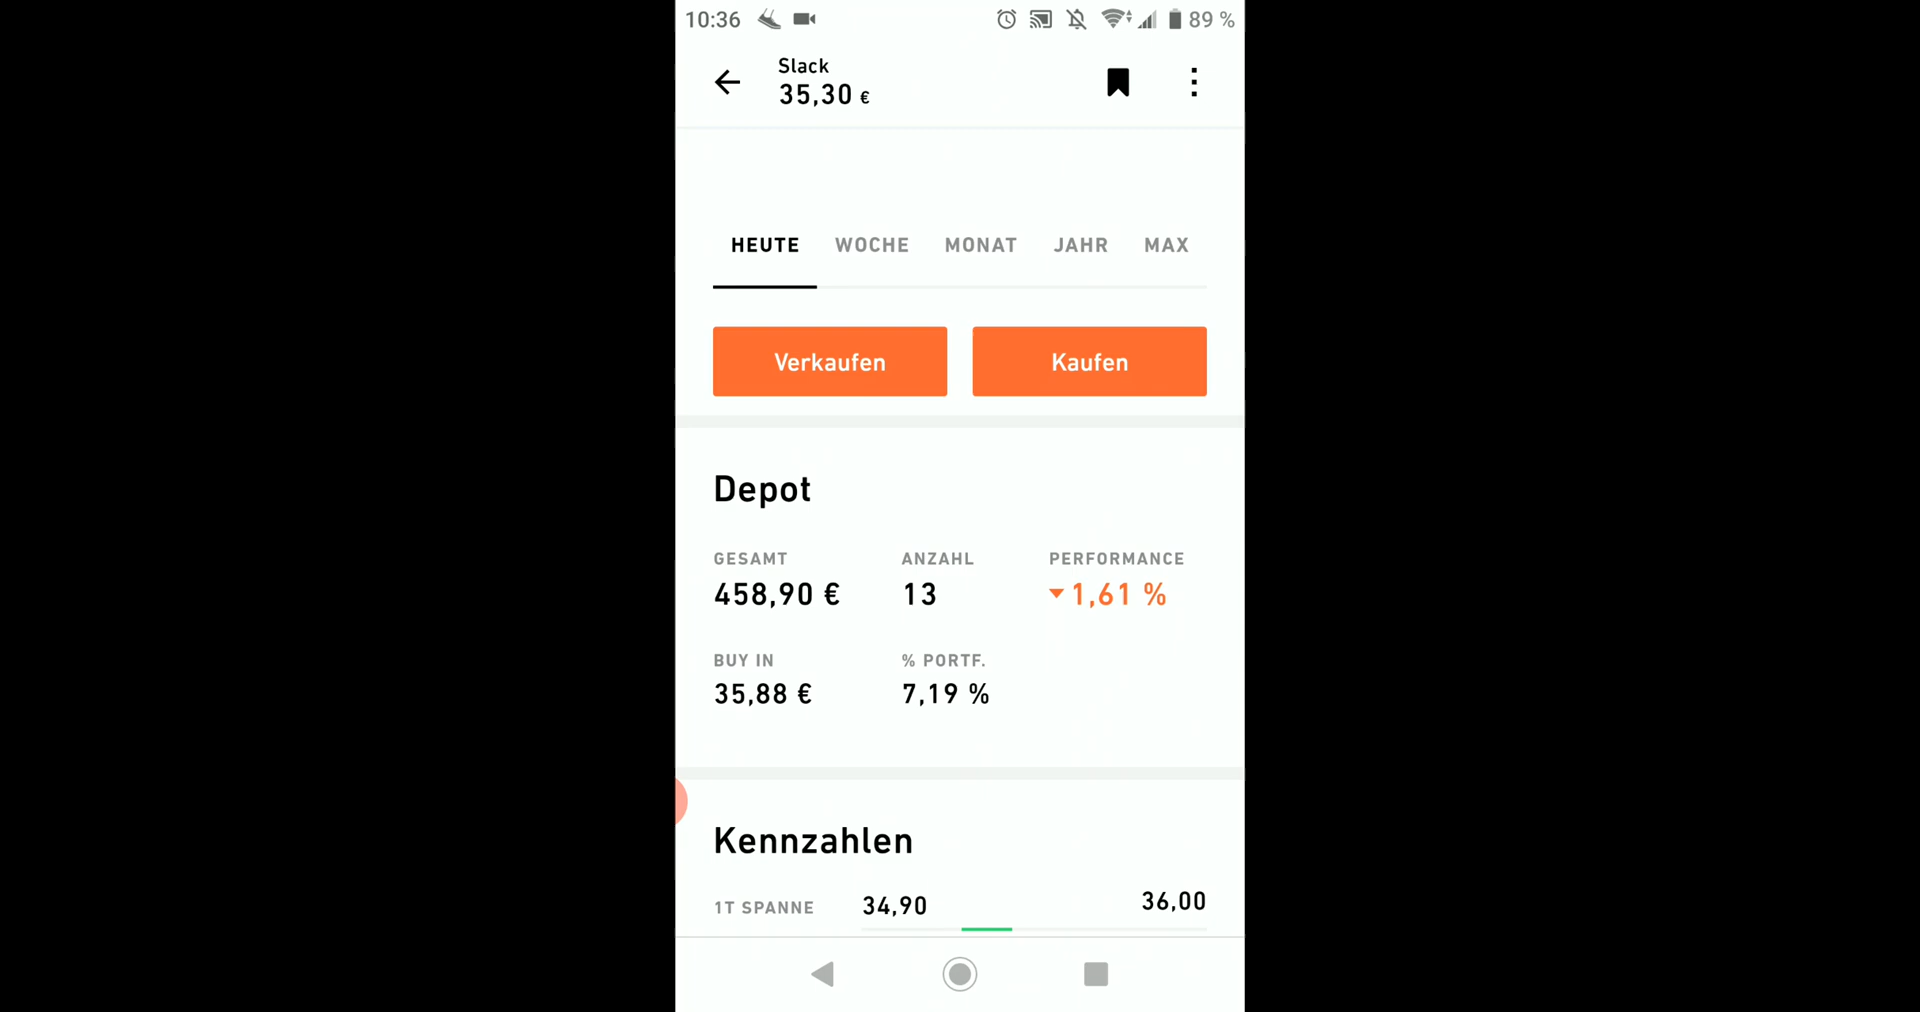 10:36 89 %
Slack
35,30 €
HEUTE WOCHE MONAT JAHR MAX
Verkaufen Kaufen
Depot
GESAMT ANZAHL PERFORMANCE
458,90 € 13 1,61 %
BUY IN % PORTF.
35,88 € 7,19 %
Kennzahlen
1T SPANNE 34,90 36,00